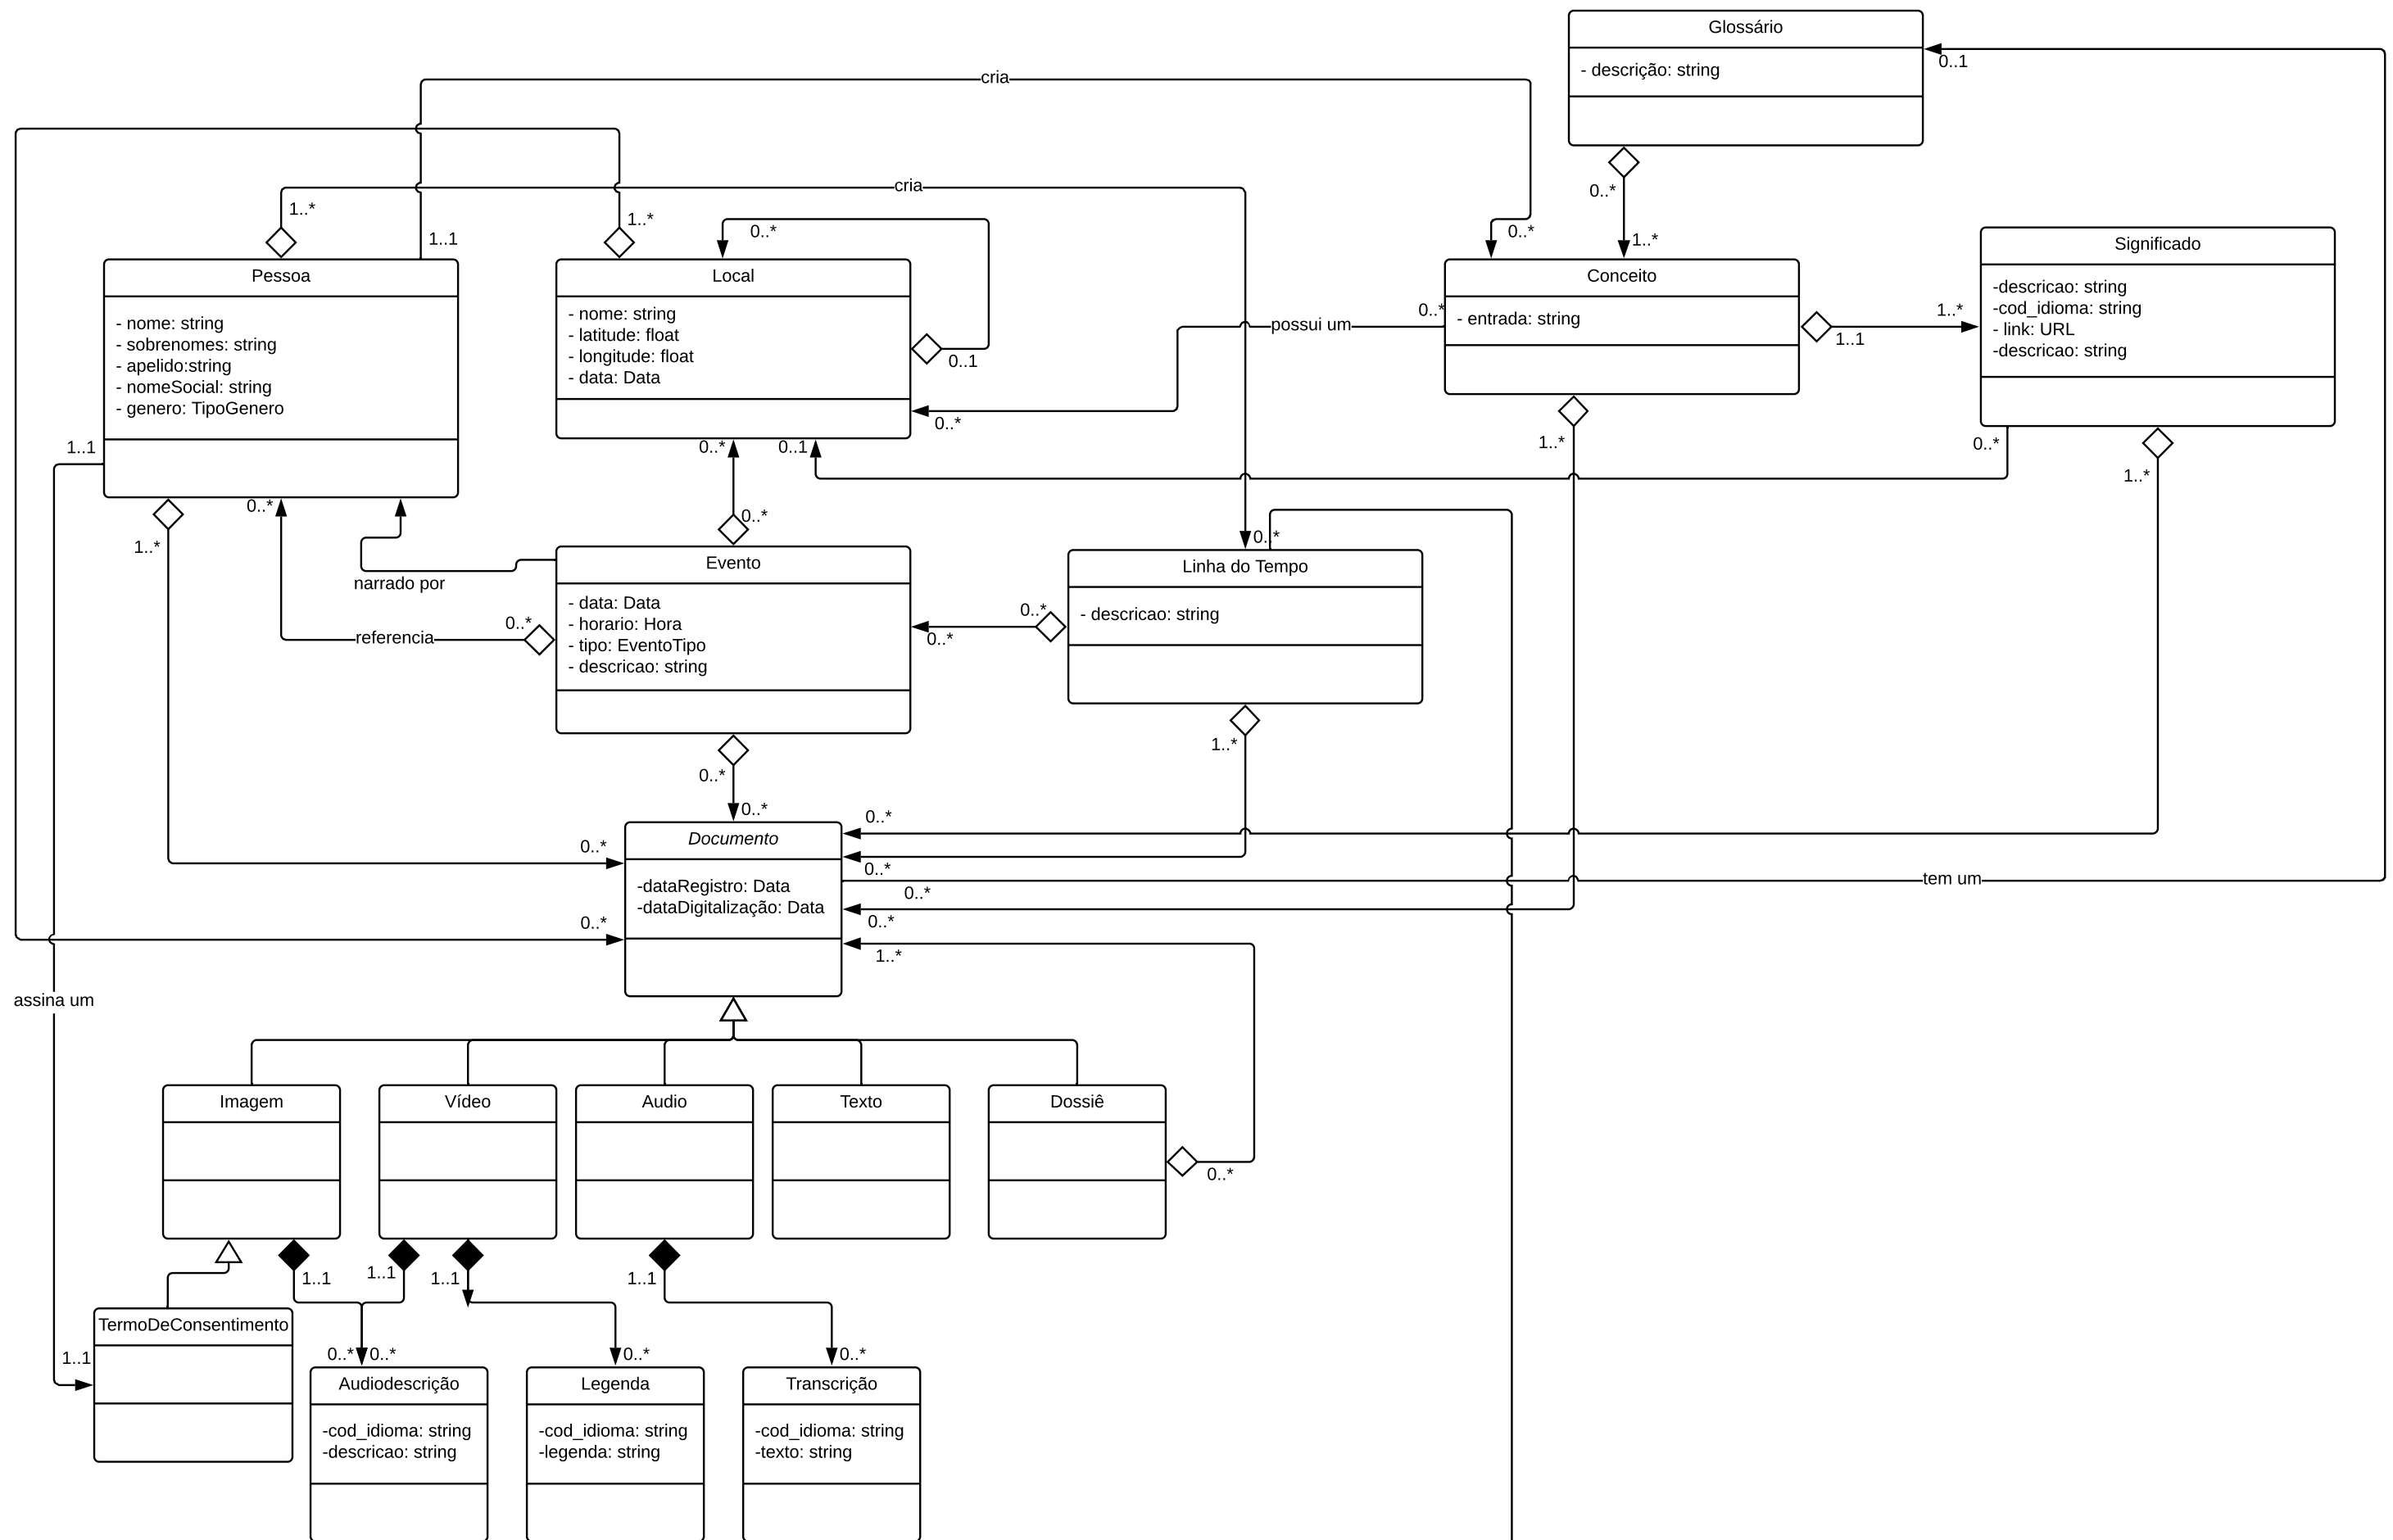 Glossário
- descrição: string
0..1
cria
0..*
1..*
cria
1..*
1..1
1..*
0..*
0..*
Pessoa
- nome: string
- sobrenomes: string
- apelido:string
- nomeSocial: string
- genero: TipoGenero
Local
- nome: string
- latitude: float
- longitude: float
- data: Data
0..1
0..*
possui um
0..*
Conceito
- entrada: string
1..1
1..*
Significado
-descricao: string
-cod_idioma: string
- link: URL
-descricao: string
1..1
0..*
0..1
1..*
0..*
1..*
0..*
1..*
0..*
0..*
narrado por
referencia
0..*
Evento
- data: Data
- horario: Hora
- tipo: EventoTipo
- descricao: string
0..*
0..*
0..*
Linha do Tempo
- descricao: string
1..*
0..*
0..*
0..*
0..*
Documento
-dataRegistro: Data
-dataDigitalização: Data
0..*
0..*
tem um
0..*
0..*
1..*
assina um
Imagem
Vídeo
Audio
Texto
Dossiê
0..*
1..1
1..1
1..1
1..1
TermoDeConsentimento
1..1
0..*
0..*
0..*
0..*
Audiodescrição
-cod_idioma: string
-descricao: string
Legenda
-cod_idioma: string
-legenda: string
Transcrição
-cod_idioma: string
-texto: string